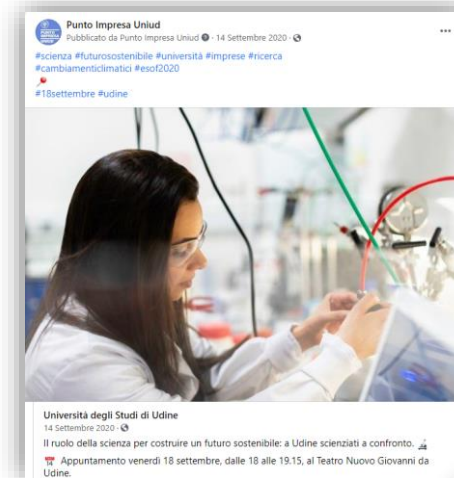 Punto Impresa Uniud
Pubblicato da Punto Impresa Uniud · 14 Settembre 2020 ·
#scienza #futurosostenibile #università #imprese #ricerca
#cambiamenticlimatici #esof2020
#18settembre #udine
Università degli Studi di Udine
14 Settembre 2020 ·
Il ruolo della scienza per costruire un futuro sostenibile: a Udine scienziati a confronto.
Appuntamento venerdì 18 settembre, dalle 18 alle 19.15, al Teatro Nuovo Giovanni da
Udine.